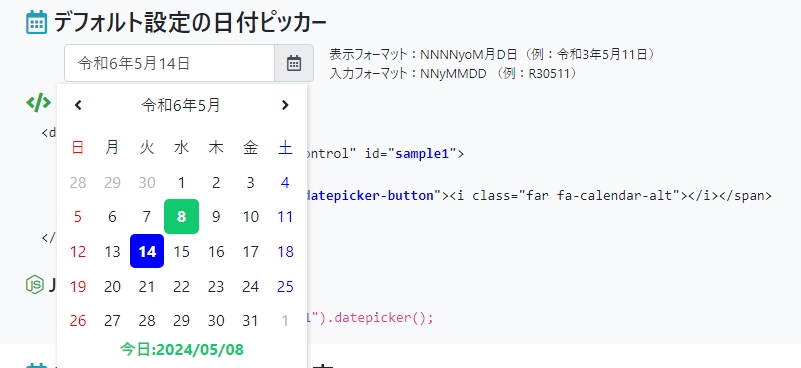 デフォルト設定の日付ピッカー
令和6年5月14日
表示フォーマット：NNNNyoM月D日（例：令和3年5月11日）
入力フォーマット：NNyMMDD （例：R30511）
令和6年5月
日 月 火 水 木 金 土
28 29 30 1 2 3 4
5 6 7 8 9 10 11
12 13 14 15 16 17 18
19 20 21 22 23 24 25
26 27 28 29 30 31 1
今日:2024/05/08
</>
<d
ontrol" id="sample1">
datepicker-button"><i class="far fa-calendar-alt"></i></span>
</
JS J
1").datepicker();